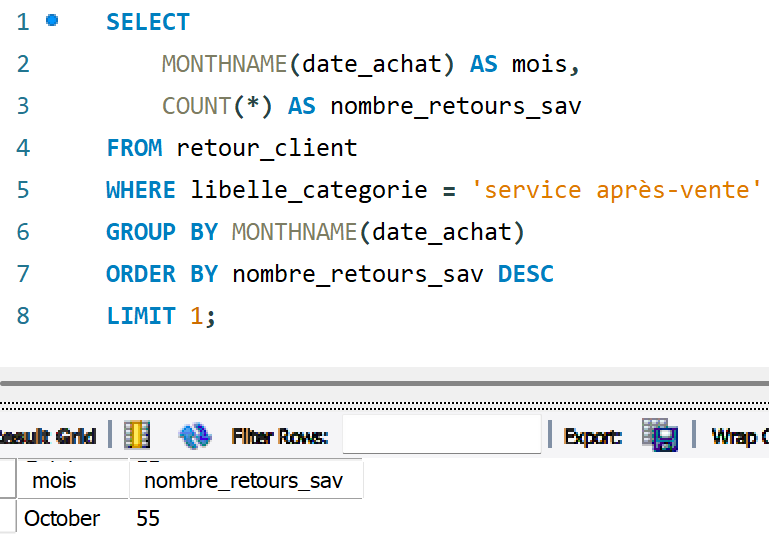 1 SELECT
2 MONTHNAME(date_achat) AS mois,
3 COUNT(*) AS nombre_retours_sav
4 FROM retour_client
5 WHERE libelle_categorie = 'service après-vente'
6 GROUP BY MONTHNAME(date_achat)
7 ORDER BY nombre_retours_sav DESC
8 LIMIT 1;
Result Grid Filter Rows: Export: Wrap C
mois nombre_retours_sav
October 55